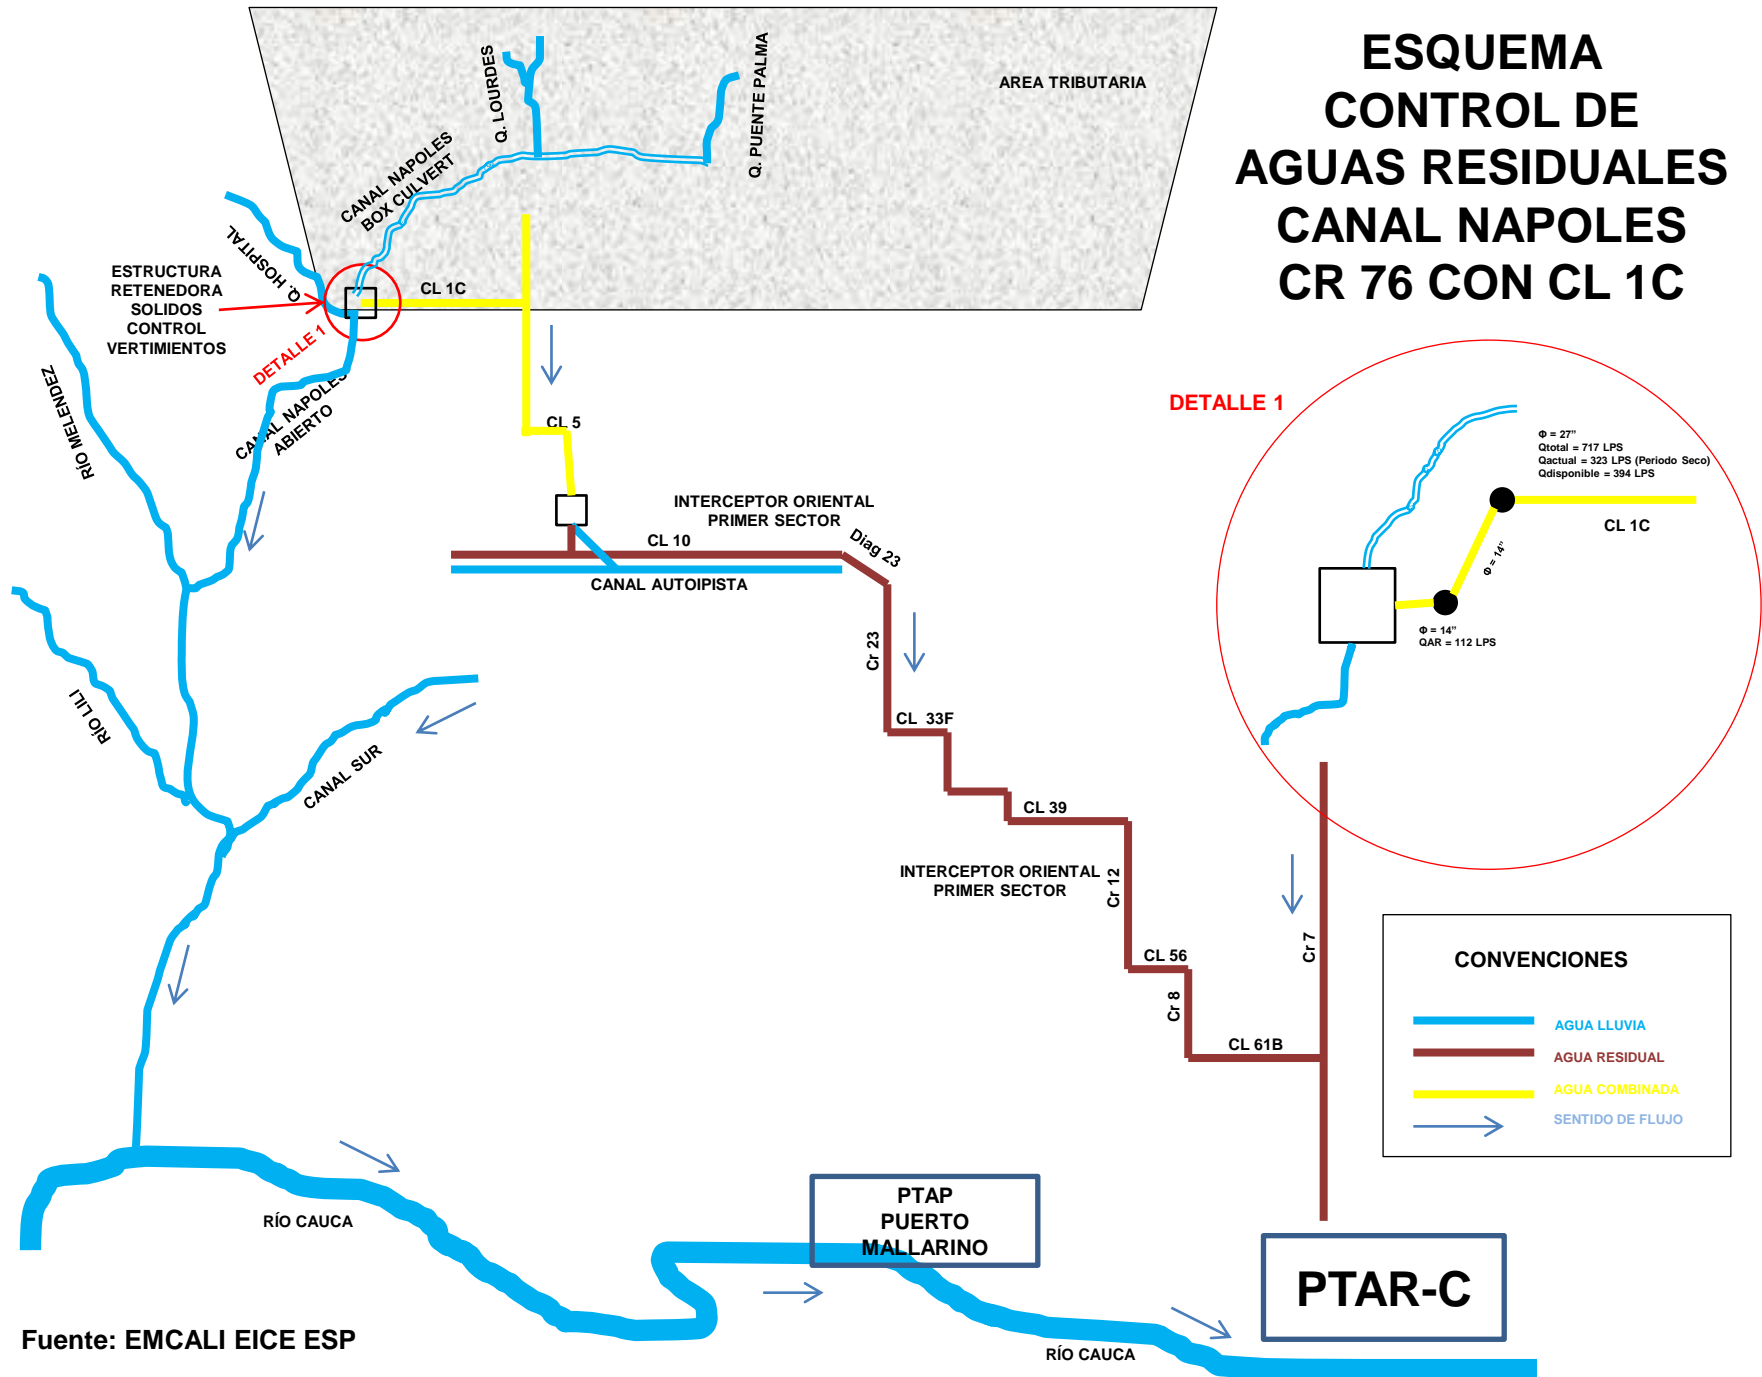 ESQUEMA
CONTROL DE
AGUAS RESIDUALES
CANAL NAPOLES
CR 76 CON CL 1C
AREA TRIBUTARIA
Q. LOURDES
Q. PUENTE PALMA
CANAL NAPOLES
BOX CULVERT
Q. HOSPITAL
CL 1C
ESTRUCTURA
RETENEDORA
SOLIDOS
CONTROL
VERTIMIENTOS
DETALLE 1
CANAL NAPOLES
ABIERTO
RÍO MELENDEZ
CL 5
INTERCEPTOR ORIENTAL
PRIMER SECTOR
CL 10
Diag 23
CANAL AUTOIPISTA
Cr 23
CL 33F
CL 39
INTERCEPTOR ORIENTAL
PRIMER SECTOR
Cr 12
CL 56
Cr 8
CL 61B
Cr 7
RÍO LILI
CANAL SUR
DETALLE 1
Φ = 27”
Qtotal = 717 LPS
Qactual = 323 LPS (Periodo Seco)
Qdisponible = 394 LPS
CL 1C
Φ = 14”
Φ = 14”
QAR = 112 LPS
CONVENCIONES
AGUA LLUVIA
AGUA RESIDUAL
AGUA COMBINADA
SENTIDO DE FLUJO
RÍO CAUCA
PTAP
PUERTO
MALLARINO
PTAR-C
RÍO CAUCA
Fuente: EMCALI EICE ESP